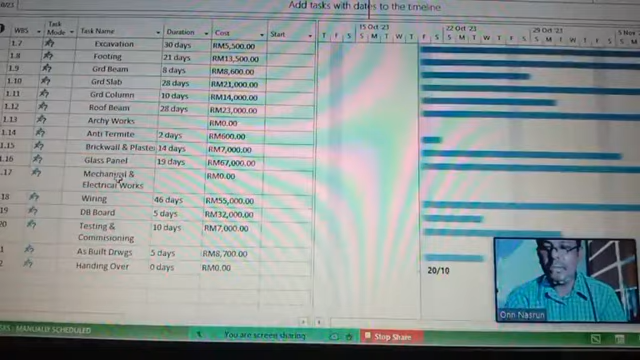 Add tasks with dates to the timeline
WBS Task Mode Task Name Duration Cost Start
15 Oct '23 22 Oct '23 29 Oct '23 5 Nov
1.7 Excavation 30 days RM5,500.00
1.8 Footing 21 days RM13,500.00
1.9 Grd Beam 8 days RM8,600.00
1.10 Grd Slab 28 days RM21,000.00
1.11 Grd Column 10 days RM14,000.00
1.12 Roof Beam 28 days RM23,000.00
1.13 Archy Works RM0.00
1.14 Anti Termite 2 days RM600.00
1.15 Brickwall & Plaster 14 days RM7,000.00
1.16 Glass Panel 19 days RM67,000.00
1.17 Mechanical & Electrical Works RM0.00
18 Wiring 46 days RM55,000.00
19 DB Board 5 days RM32,000.00
20 Testing & Commisioning 10 days RM7,000.00
1 As Built Drwgs 5 days RM8,700.00
2 Handing Over 0 days RM0.00
20/10
Onn Nasrun
: MANUALLY SCHEDULED
You are screen sharing
Stop Share